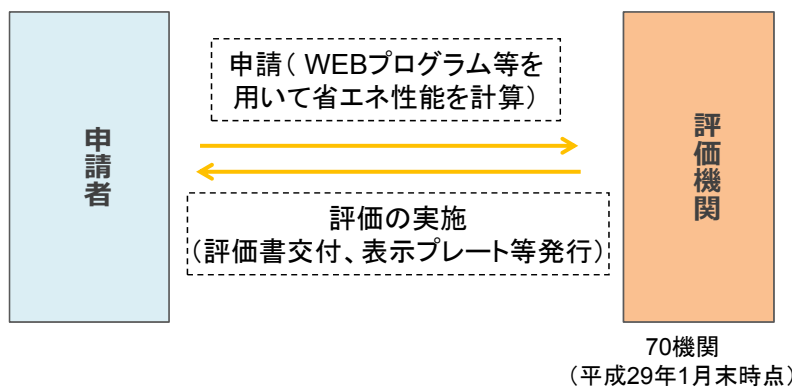 申請者
申請( WEBプログラム等を
用いて省エネ性能を計算)
評価の実施
(評価書交付、表示プレート等発行)
評価機関
70機関
(平成29年1月末時点)